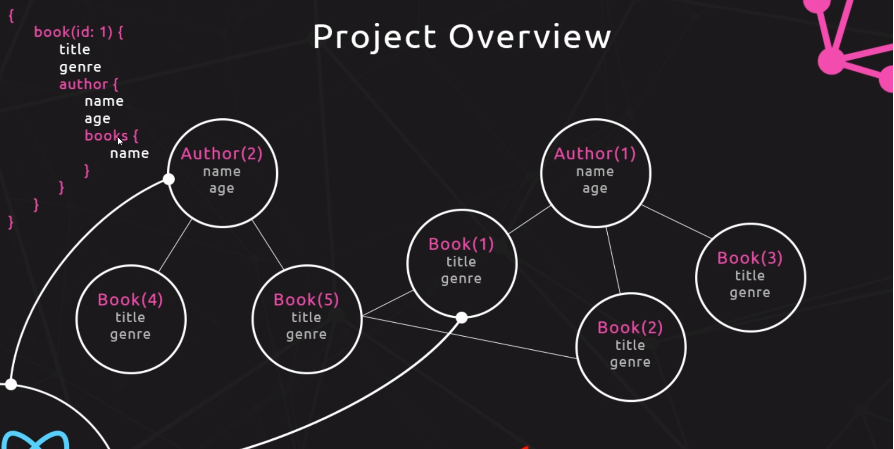 Project Overview
{
book(id: 1) {
title
genre
author {
name
age
books {
name
}
}
}
}
Author(2)
name
age
Author(1)
name
age
Book(1)
title
genre
Book(3)
title
genre
Book(4)
title
genre
Book(5)
title
genre
Book(2)
title
genre